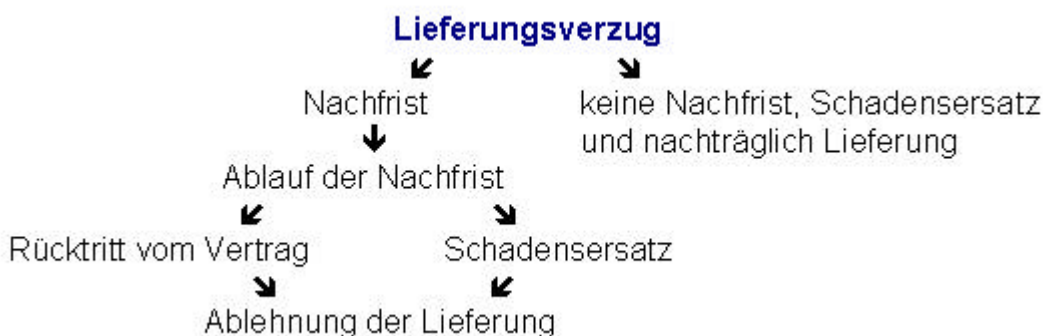 Lieferungsverzug
Nachfrist
keine Nachfrist, Schadensersatz
und nachträglich Lieferung
Ablauf der Nachfrist
Rücktritt vom Vertrag
Schadensersatz
Ablehnung der Lieferung